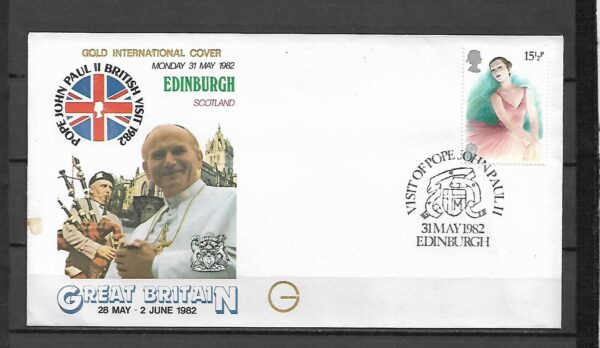 GOLD INTERNATIONAL COVER
MONDAY 31 MAY 1982
EDINBURGH
SCOTLAND
POPE JOHN PAUL II BRITISH VISIT 1982
GREAT BRITAIN
28 MAY - 2 JUNE 1982
G
15½P
VISIT OF POPE JOHN PAUL II
31 MAY 1982
EDINBURGH